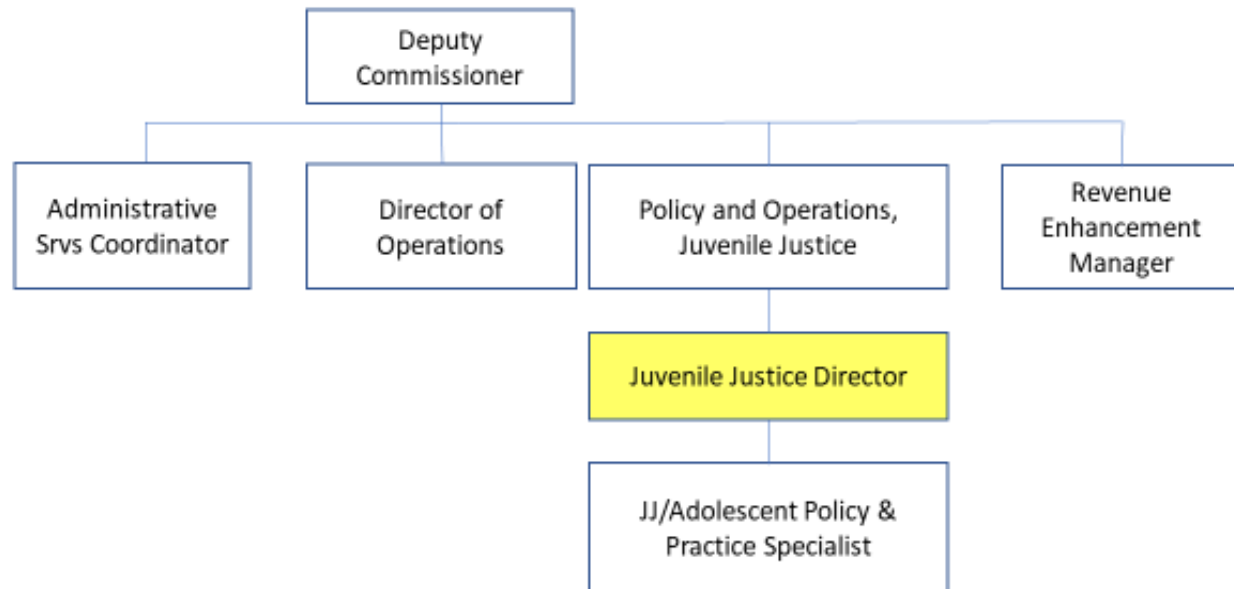 Deputy
Commissioner
Administrative
Srvs Coordinator
Director of
Operations
Policy and Operations,
Juvenile Justice
Revenue
Enhancement
Manager
Juvenile Justice Director
JJ/Adolescent Policy &
Practice Specialist